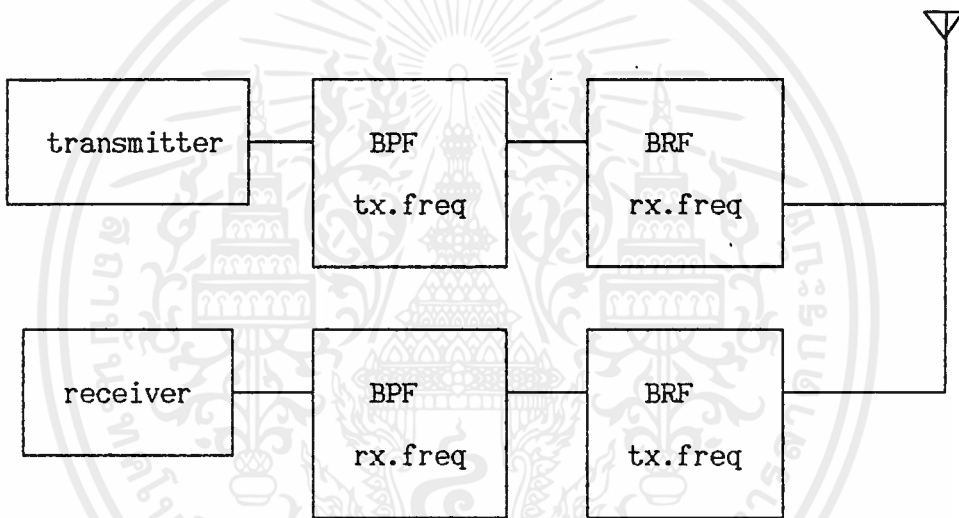 transmitter
BPF
tx.freq
BRF
rx.freq
receiver
BPF
rx.freq
BRF
tx.freq